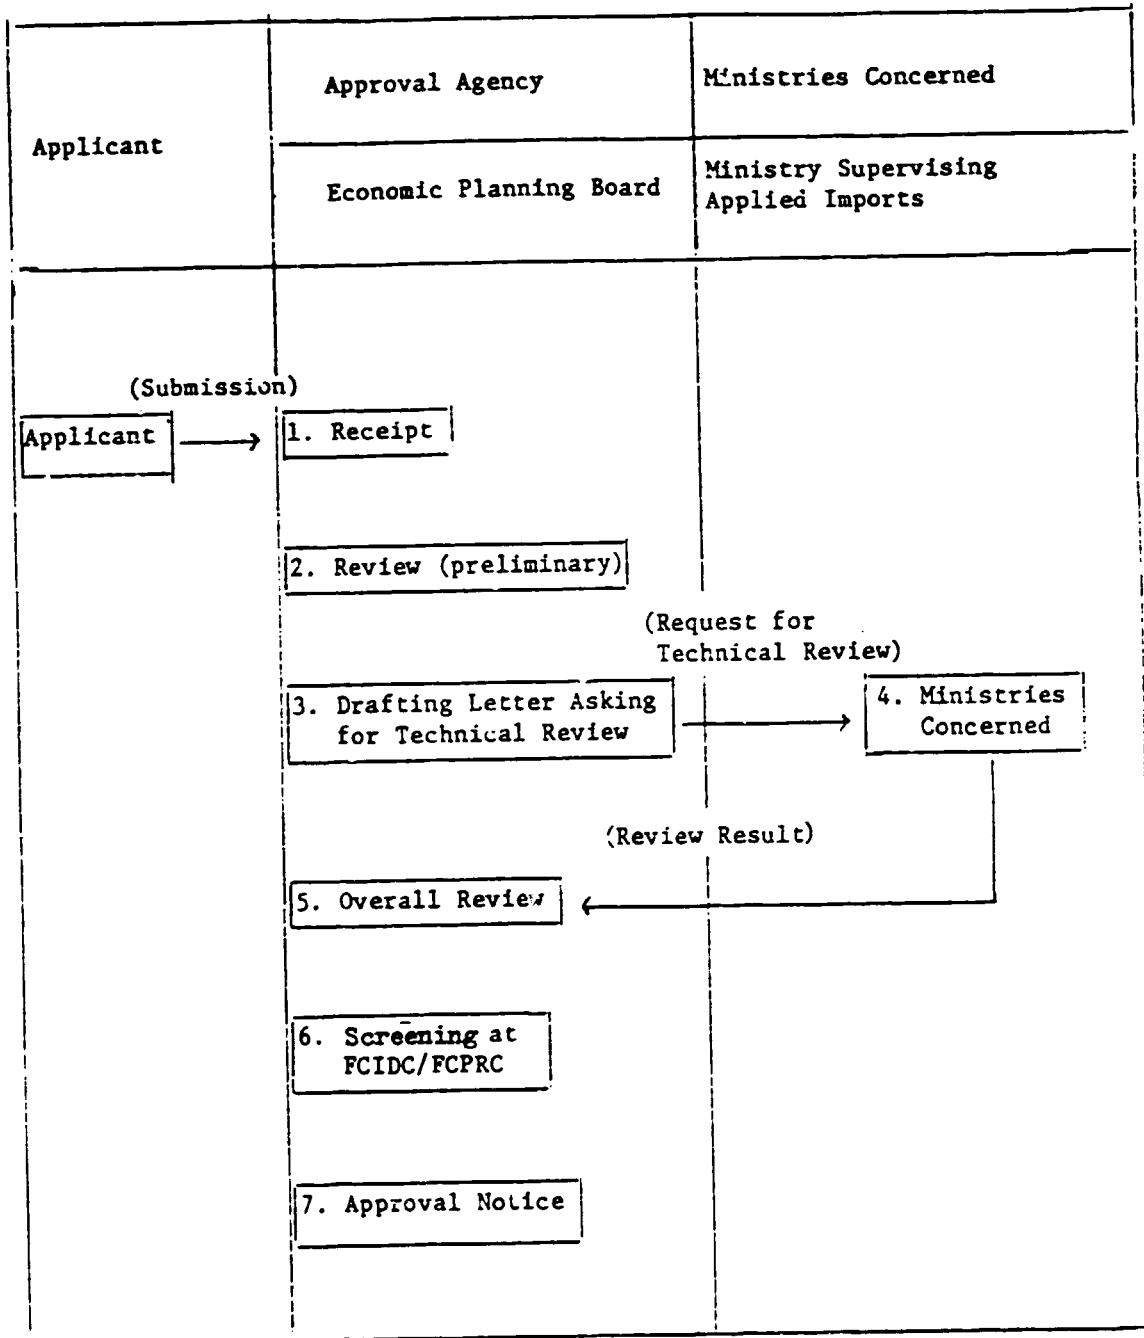 Applicant
Approval Agency
Ministries Concerned
Economic Planning Board
Ministry Supervising
Applied Imports
(Submission)
Applicant
1. Receipt
2. Review (preliminary)
(Request for
Technical Review)
3. Drafting Letter Asking
for Technical Review
4. Ministries
Concerned
(Review Result)
5. Overall Review
6. Screening at
FCIDC/FCPRC
7. Approval Notice